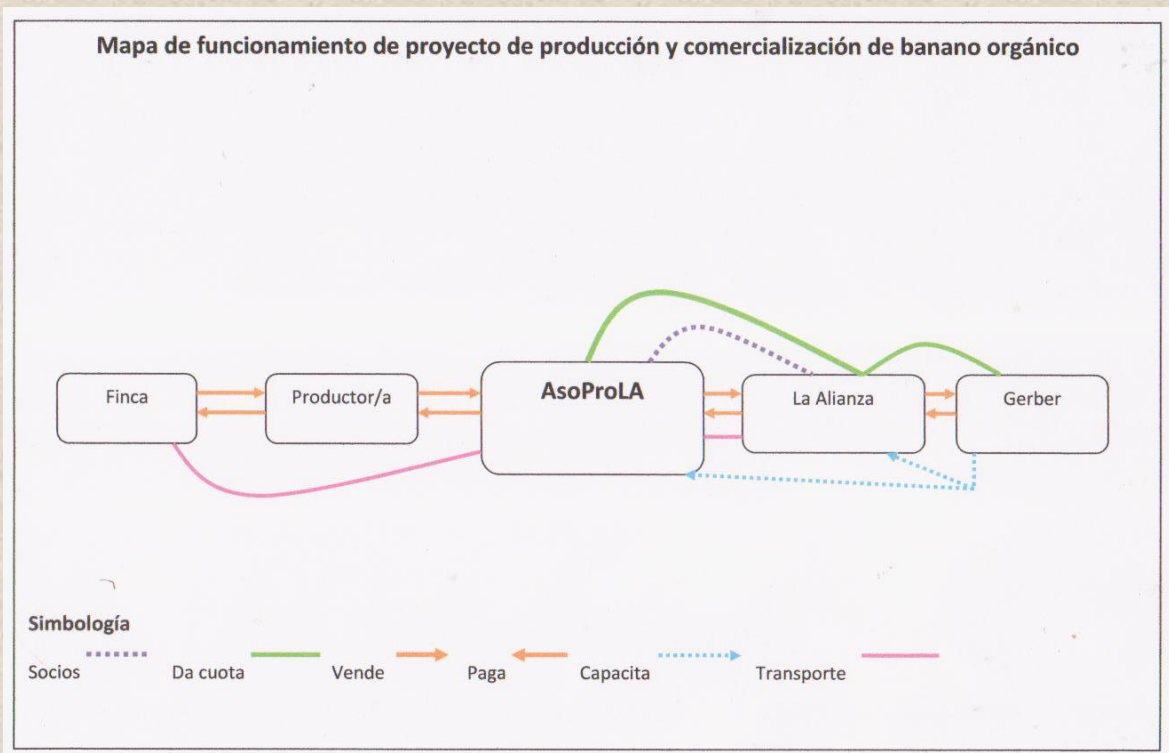 Mapa de funcionamiento de proyecto de producción y comercialización de banano orgánico
Finca
Productor/a
AsoProLA
La Alianza
Gerber
Simbología
Socios
Da cuota
Vende
Paga
Capacita
Transporte